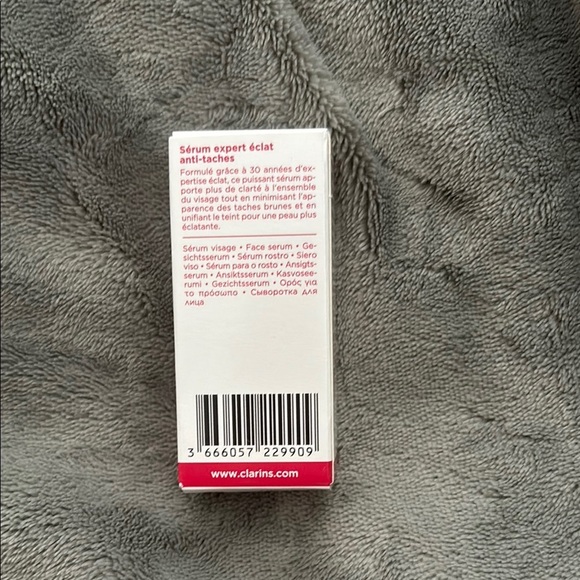 Sérum expert éclat
anti-taches
Formulé grâce à 30 années d'ex-
pertise éclat, ce puissant sérum ap-
porte plus de clarté à l'ensemble
du visage tout en minimisant l'ap-
parence des taches brunes et en
unifiant le teint pour une peau plus
éclatante.
Sérum visage • Face serum • Ge-
sichtsserum • Sérum rostro • Siero
viso • Sérum para o rosto • Ansigts-
serum • Ansiktsserum • Kasvosee-
rumi • Gezichtsserum • Ορός για
το πρόσωπο • Сыворотка для
лица
3 666057 229909
www.clarins.com